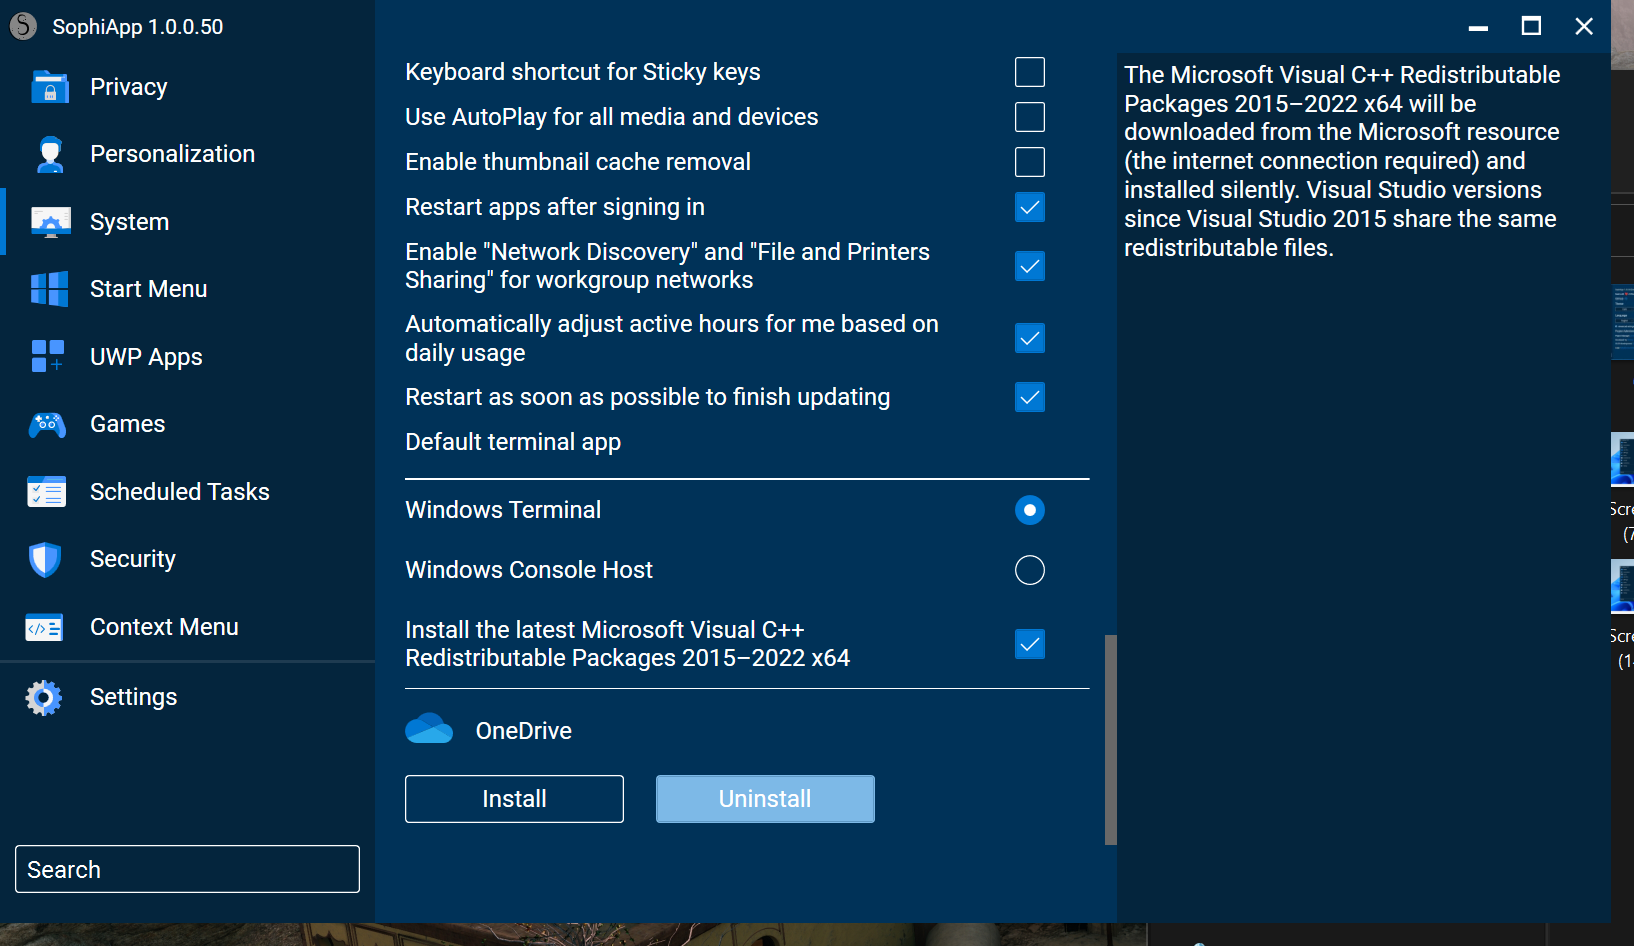 SophiApp 1.0.0.50
Privacy
Personalization
System
Start Menu
UWP Apps
Games
Scheduled Tasks
Security
Context Menu
Settings
Search
Keyboard shortcut for Sticky keys
Use AutoPlay for all media and devices
Enable thumbnail cache removal
Restart apps after signing in
Enable "Network Discovery" and "File and Printers
Sharing" for workgroup networks
Automatically adjust active hours for me based on
daily usage
Restart as soon as possible to finish updating
Default terminal app
Windows Terminal
Windows Console Host
Install the latest Microsoft Visual C++
Redistributable Packages 2015–2022 x64
OneDrive
Install
Uninstall
The Microsoft Visual C++ Redistributable
Packages 2015–2022 x64 will be
downloaded from the Microsoft resource
(the internet connection required) and
installed silently. Visual Studio versions
since Visual Studio 2015 share the same
redistributable files.